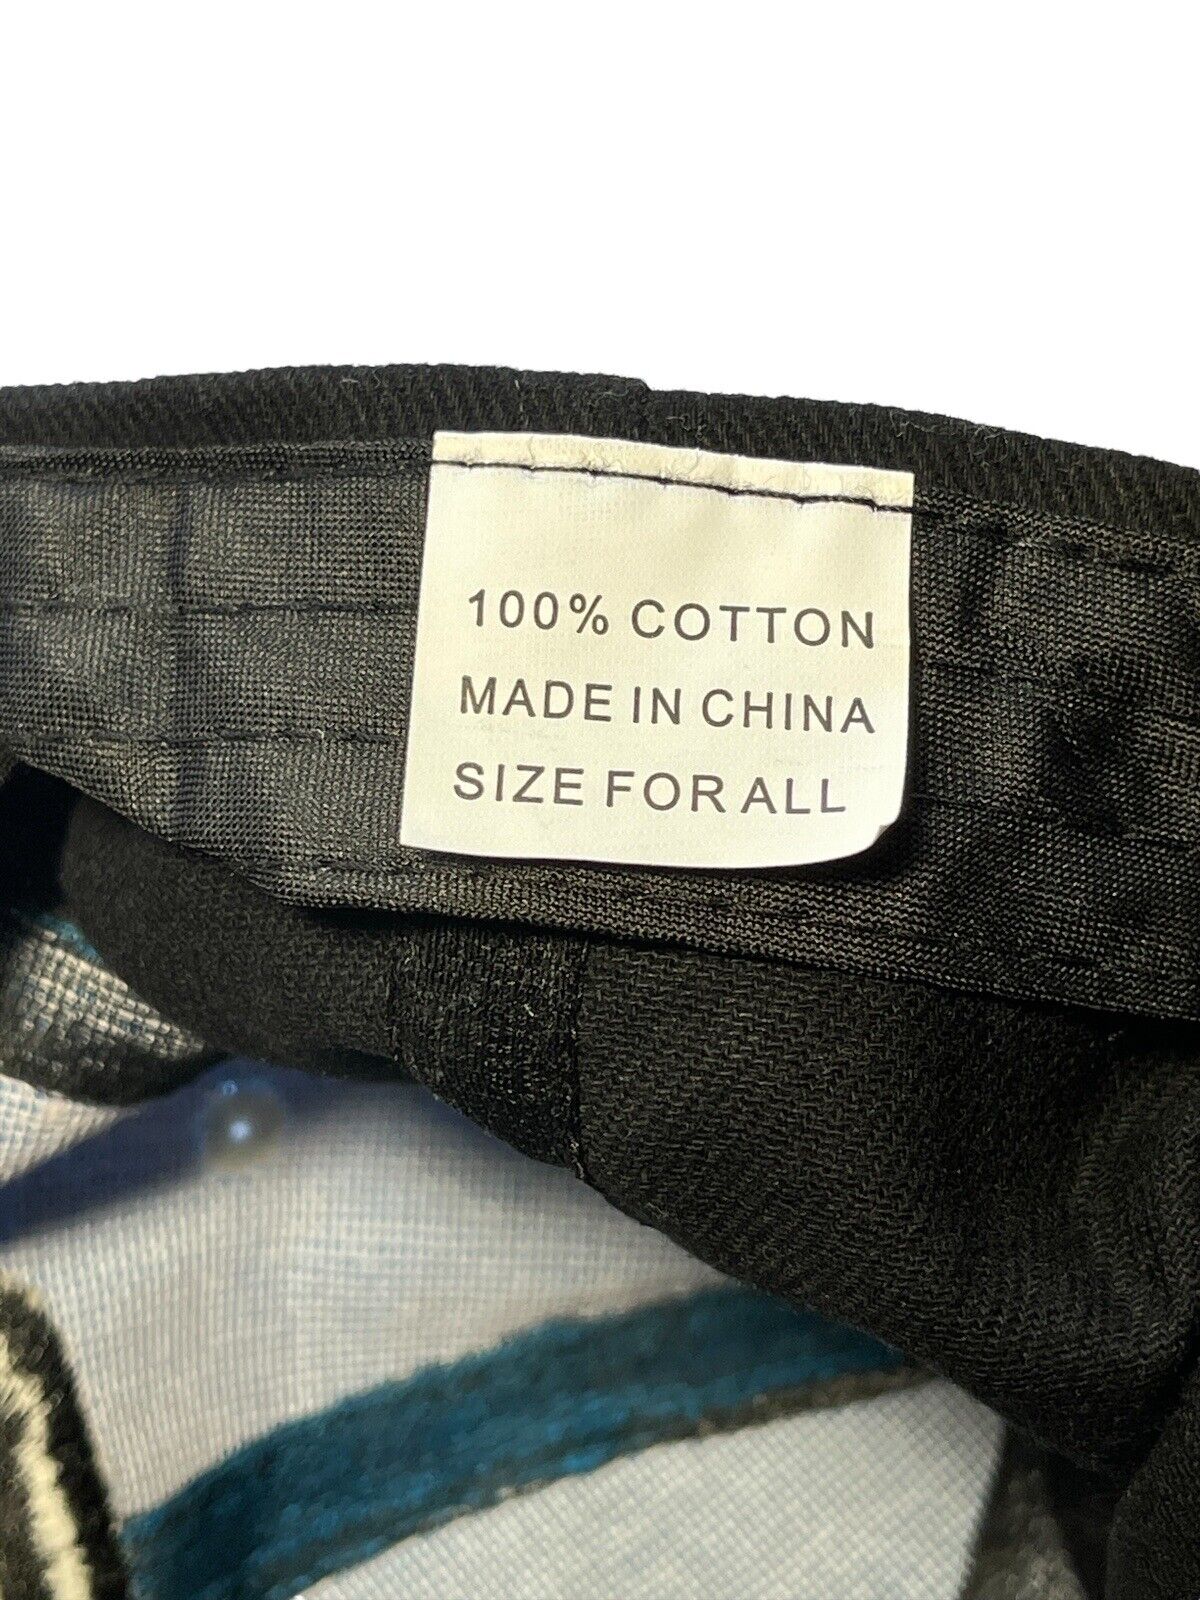 100% COTTON
MADE IN CHINA
SIZE FOR ALL